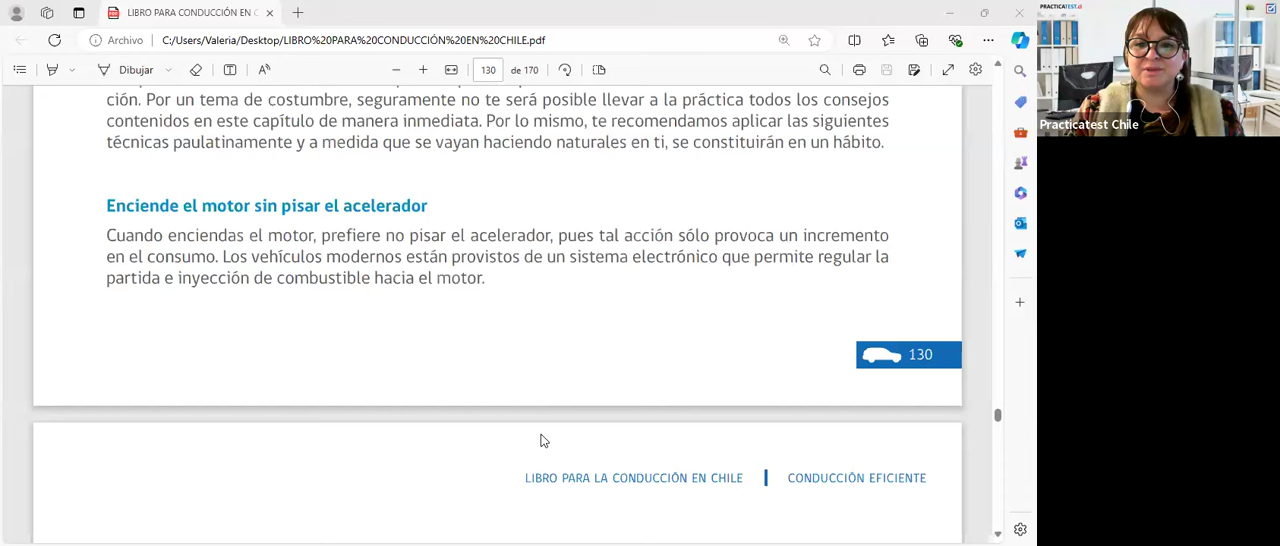 LIBRO PARA CONDUCCIÓN EN C
Archivo
C:/Users/Valeria/Desktop/LIBRO%20PARA%20CONDUCCIÓN%20EN%20CHILE.pdf
Dibujar
130
de 170
ción. Por un tema de costumbre, seguramente no te será posible llevar a la práctica todos los consejos
contenidos en este capítulo de manera inmediata. Por lo mismo, te recomendamos aplicar las siguientes
técnicas paulatinamente y a medida que se vayan haciendo naturales en ti, se constituirán en un hábito.
Enciende el motor sin pisar el acelerador
Cuando enciendas el motor, prefiere no pisar el acelerador, pues tal acción sólo provoca un incremento
en el consumo. Los vehículos modernos están provistos de un sistema electrónico que permite regular la
partida e inyección de combustible hacia el motor.
130
LIBRO PARA LA CONDUCCIÓN EN CHILE
CONDUCCIÓN EFICIENTE
PRACTICATEST.cl
Practicatest Chile